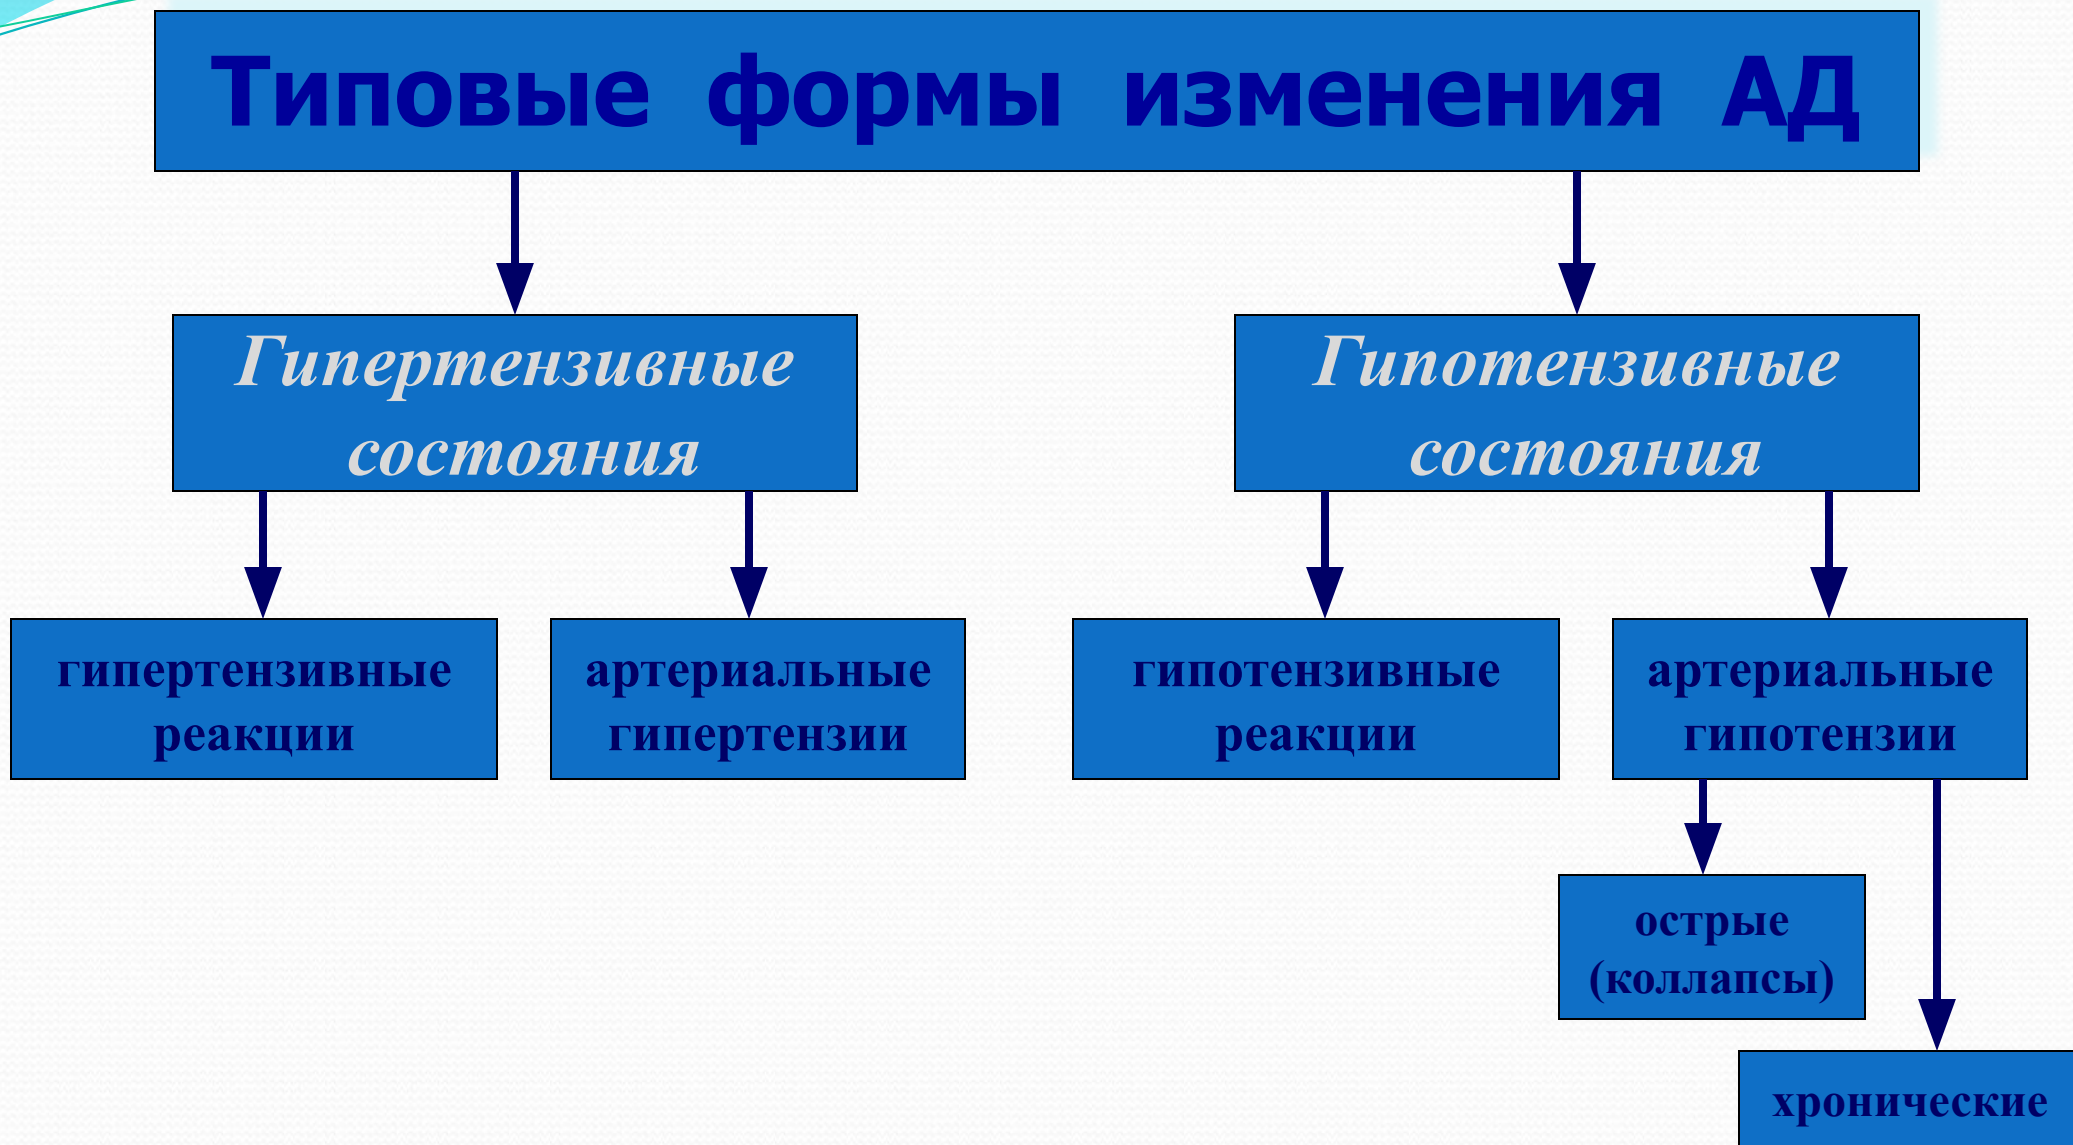 Типовые формы изменения АД
Гипертензивные
состояния
Гипотензивные
состояния
гипертензивные
реакции
артериальные
гипертензии
гипотензивные
реакции
артериальные
гипотензии
острые
(коллапсы)
хронические